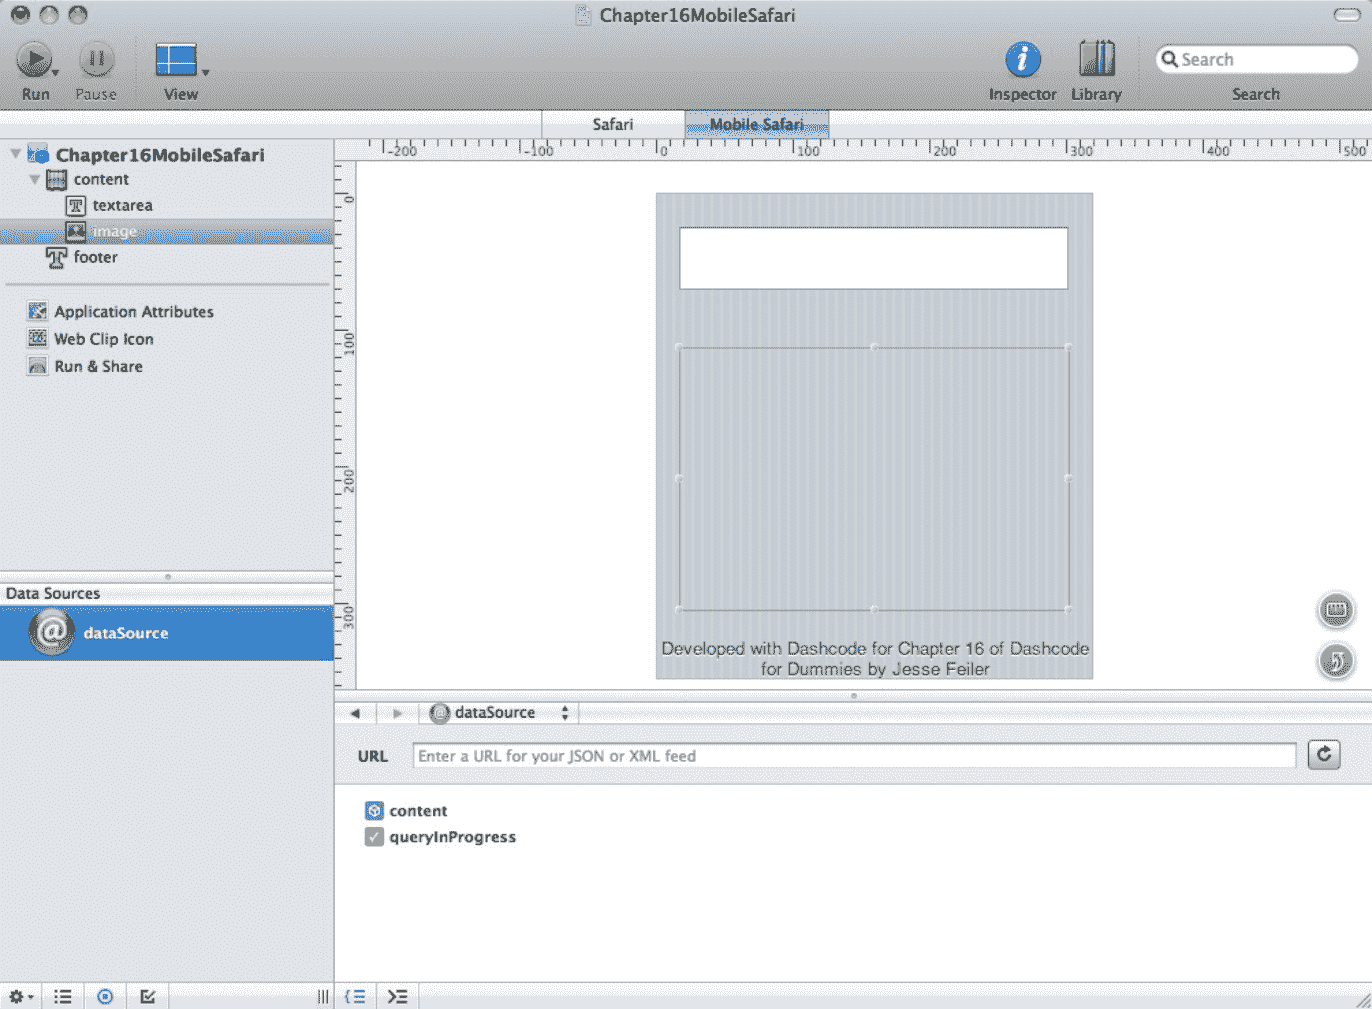 Chapter16MobileSafari
Run
Pause
View
Inspector
Library
Search
Search
Safari
Mobile Safari
Chapter16MobileSafari
content
textarea
image
footer
Application Attributes
Web Clip Icon
Run & Share
-200 -100 0 100 200 300 400 500
0
100
200
300
Developed with Dashcode for Chapter 16 of Dashcode
for Dummies by Jesse Feiler
Data Sources
dataSource
dataSource
URL
Enter a URL for your JSON or XML feed
content
queryInProgress